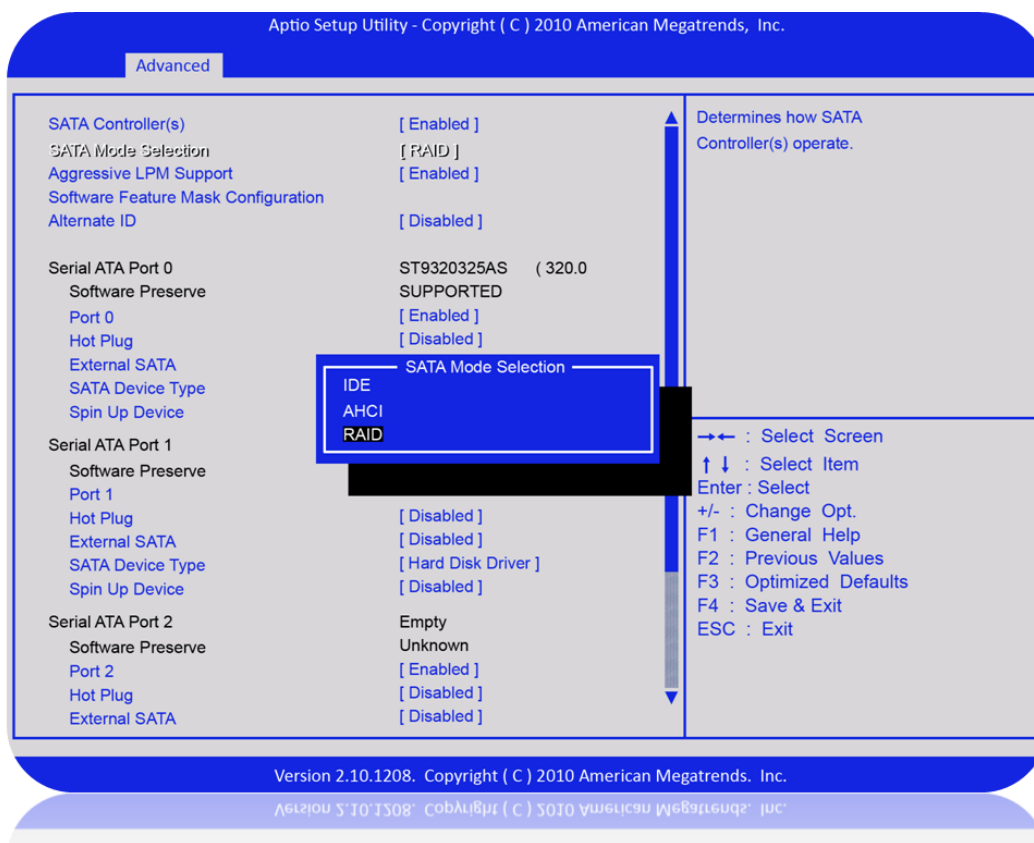 Aptio Setup Utility - Copyright ( C ) 2010 American Megatrends, Inc.
Advanced
SATA Controller(s) [ Enabled ]
SATA Mode Selection [ RAID ]
Aggressive LPM Support [ Enabled ]
Software Feature Mask Configuration
Alternate ID [ Disabled ]
Serial ATA Port 0 ST9320325AS ( 320.0
Software Preserve SUPPORTED
Port 0 [ Enabled ]
Hot Plug [ Disabled ]
External SATA
SATA Device Type
Spin Up Device
Serial ATA Port 1
Software Preserve
Port 1
Hot Plug [ Disabled ]
External SATA [ Disabled ]
SATA Device Type [ Hard Disk Driver ]
Spin Up Device [ Disabled ]
Serial ATA Port 2 Empty
Software Preserve Unknown
Port 2 [ Enabled ]
Hot Plug [ Disabled ]
External SATA [ Disabled ]
SATA Mode Selection
IDE
AHCI
RAID
Determines how SATA
Controller(s) operate.
→← : Select Screen
↑↓ : Select Item
Enter : Select
+/- : Change Opt.
F1 : General Help
F2 : Previous Values
F3 : Optimized Defaults
F4 : Save & Exit
ESC : Exit
Version 2.10.1208. Copyright ( C ) 2010 American Megatrends. Inc.